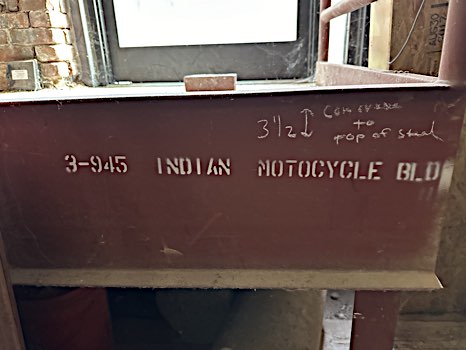 3 1/2 ↕ Concrete
to
top of steel
3-945 INDIAN MOTOCYCLE BLD